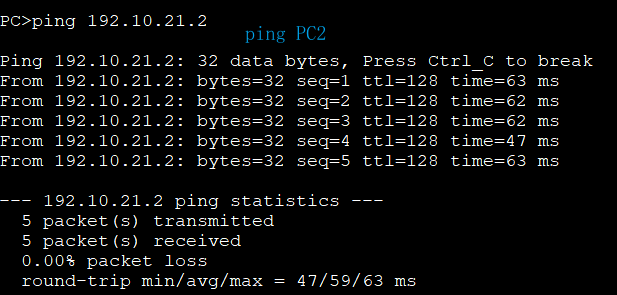 PC>ping 192.10.21.2
ping PC2
Ping 192.10.21.2: 32 data bytes, Press Ctrl_C to break
From 192.10.21.2: bytes=32 seq=1 ttl=128 time=63 ms
From 192.10.21.2: bytes=32 seq=2 ttl=128 time=62 ms
From 192.10.21.2: bytes=32 seq=3 ttl=128 time=62 ms
From 192.10.21.2: bytes=32 seq=4 ttl=128 time=47 ms
From 192.10.21.2: bytes=32 seq=5 ttl=128 time=63 ms
--- 192.10.21.2 ping statistics ---
5 packet(s) transmitted
5 packet(s) received
0.00% packet loss
round-trip min/avg/max = 47/59/63 ms